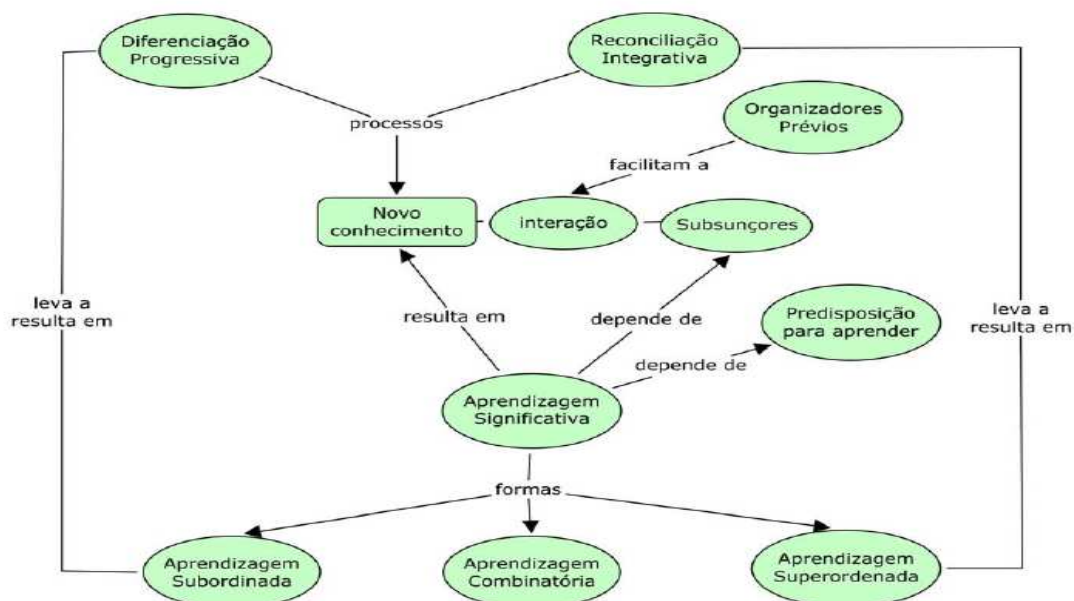 Diferenciação
Progressiva
Reconciliação
Integrativa
processos
Organizadores
Prévios
facilitam a
Novo
conhecimento
interação
Subsunçores
leva a
resulta em
resulta em
depende de
Predisposição
para aprender
leva a
resulta em
depende de
Aprendizagem
Significativa
formas
Aprendizagem
Subordinada
Aprendizagem
Combinatória
Aprendizagem
Superordenada